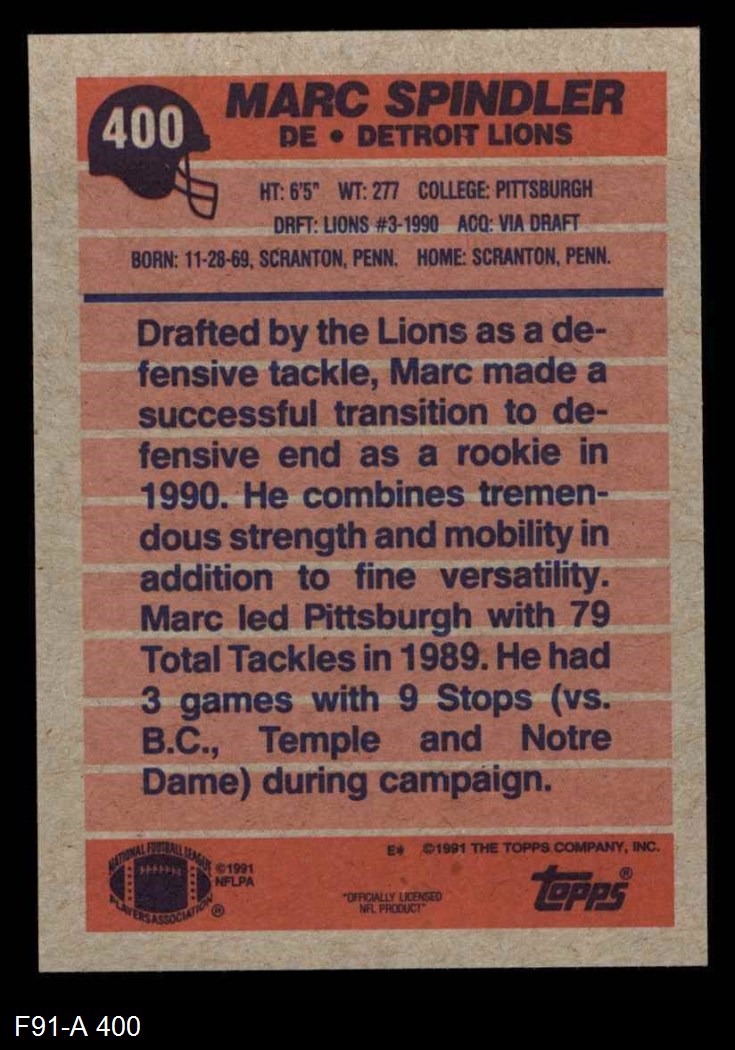 400
MARC SPINDLER
DE • DETROIT LIONS
HT: 6'5" WT: 277 COLLEGE: PITTSBURGH
DRFT: LIONS #3-1990 ACQ: VIA DRAFT
BORN: 11-28-69, SCRANTON, PENN. HOME: SCRANTON, PENN.
Drafted by the Lions as a de-
fensive tackle, Marc made a
successful transition to de-
fensive end as a rookie in
1990. He combines tremen-
dous strength and mobility in
addition to fine versatility.
Marc led Pittsburgh with 79
Total Tackles in 1989. He had
3 games with 9 Stops (vs.
B.C., Temple and Notre
Dame) during campaign.
E* ©1991 THE TOPPS COMPANY, INC.
NATIONAL FOOTBALL LEAGUE
PLAYERS ASSOCIATION ®
©1991
NFLPA
"OFFICIALLY LICENSED
NFL PRODUCT"
TOPPS®
F91-A 400